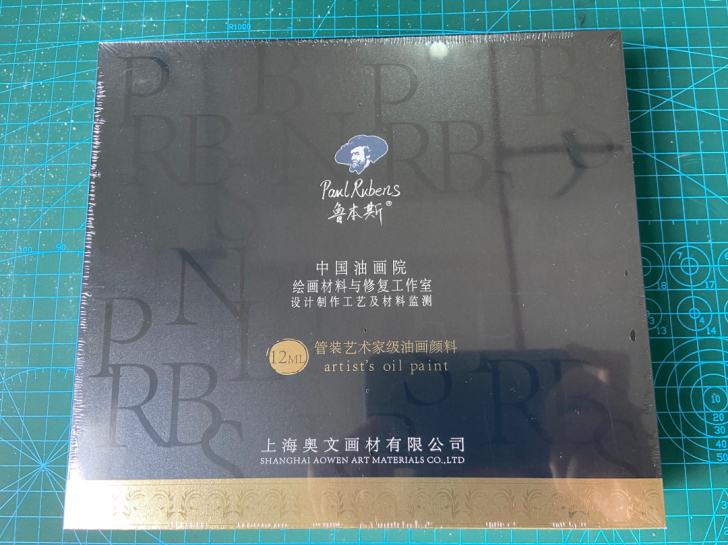 R1000
Paul Rubens
鲁本斯®
中国油画院
绘画材料与修复工作室
设计制作工艺及材料监测
12ML
管装艺术家级油画颜料
artist's oil paint
上海奥文画材有限公司
SHANGHAI AOWEN ART MATERIALS CO.,LTD